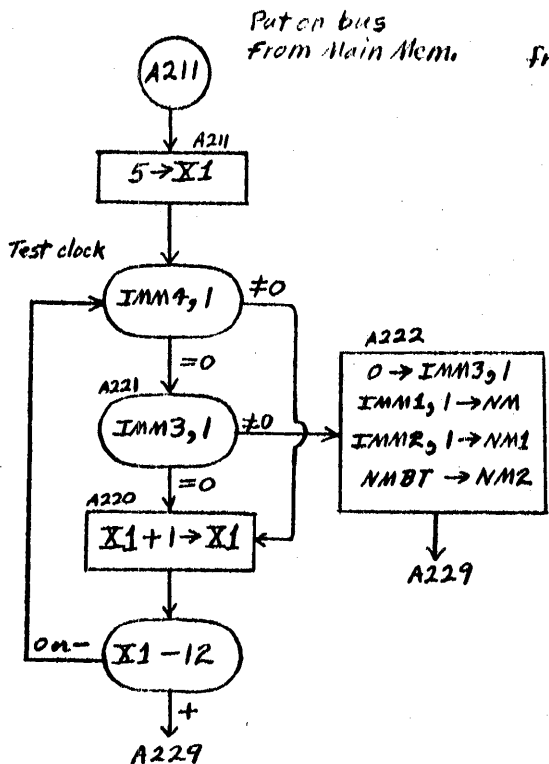 Put on bus
from Main Mem.
A211
A211
5→X1
Test clock
IMM4,1
≠0
=0
A221
IMM3,1
≠0
=0
A220
X1+1→X1
0 or -
X1-12
+
A229
A222
0→IMM3,1
IMM1,1→NM
IMM2,1→NM1
NMBT→NM2
A229